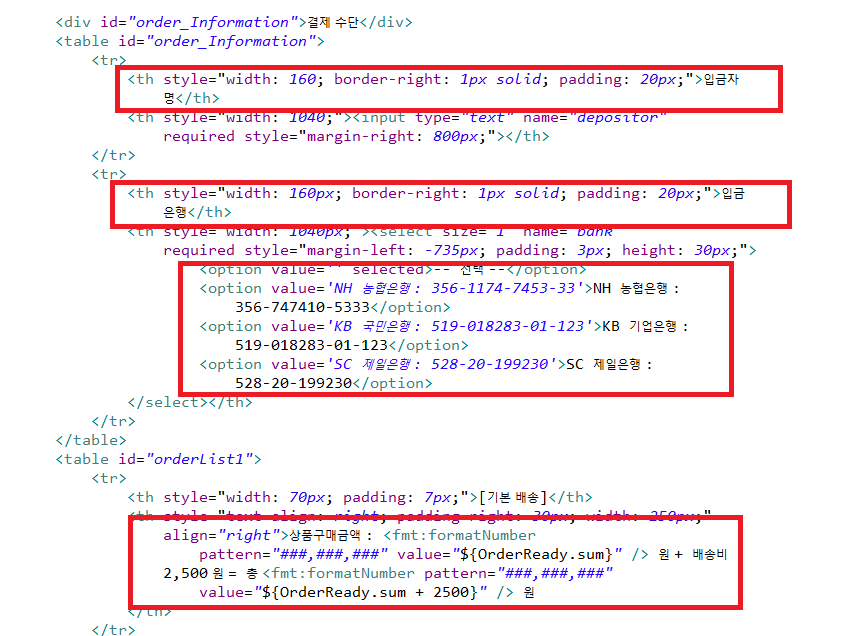 <div id="order_Information">결제 수단</div>
<table id="order_Information">
<tr>
<th style="width: 160; border-right: 1px solid; padding: 20px;">입금자
명</th>
<th style="width: 1040;"><input type="text" name="depositor"
required style="margin-right: 800px;"></th>
</tr>
<tr>
<th style="width: 160px; border-right: 1px solid; padding: 20px;">입금
은행</th>
<th style="width: 1040px;"><select size="1" name="bank"
required style="margin-left: -735px; padding: 3px; height: 30px;">
<option value='' selected>-- 선택 --</option>
<option value='NH 농협은행 : 356-1174-7453-33'>NH 농협은행 :
356-747410-5333</option>
<option value='KB 국민은행 : 519-018283-01-123'>KB 기업은행 :
519-018283-01-123</option>
<option value='SC 제일은행 : 528-20-199230'>SC 제일은행 :
528-20-199230</option>
</select></th>
</tr>
</table>
<table id="orderList1">
<tr>
<th style="width: 70px; padding: 7px;">[기본 배송]</th>
<th style="text-align: right; padding-right: 30px; width: 250px;"
align="right">상품구매금액 : <fmt:formatNumber
pattern="###,###,###" value="${OrderReady.sum}" /> 원 + 배송비
2,500 원 = 총 <fmt:formatNumber pattern="###,###,###"
value="${OrderReady.sum + 2500}" /> 원
</th>
</tr>